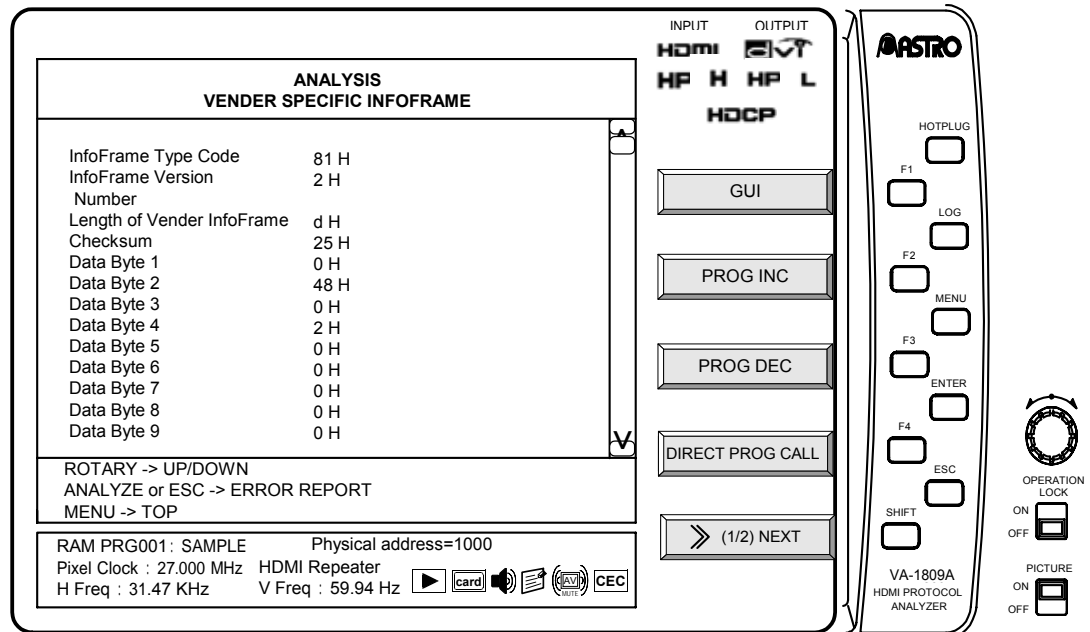 INPUT OUTPUT
HDMI DVI
HP H HP L
HDCP
ASTRO
ANALYSIS
VENDER SPECIFIC INFOFRAME
InfoFrame Type Code 81 H
InfoFrame Version 2 H
Number
Length of Vender InfoFrame d H
Checksum 25 H
Data Byte 1 0 H
Data Byte 2 48 H
Data Byte 3 0 H
Data Byte 4 2 H
Data Byte 5 0 H
Data Byte 6 0 H
Data Byte 7 0 H
Data Byte 8 0 H
Data Byte 9 0 H
ROTARY -> UP/DOWN
ANALYZE or ESC -> ERROR REPORT
MENU -> TOP
RAM PRG001: SAMPLE Physical address=1000
Pixel Clock : 27.000 MHz HDMI Repeater
H Freq : 31.47 KHz V Freq : 59.94 Hz
card
AV
MUTE
CEC
GUI
PROG INC
PROG DEC
DIRECT PROG CALL
(1/2) NEXT
HOTPLUG
F1
LOG
F2
MENU
F3
ENTER
F4
ESC
SHIFT
VA-1809A
HDMI PROTOCOL
ANALYZER
OPERATION
LOCK
ON
OFF
PICTURE
ON
OFF